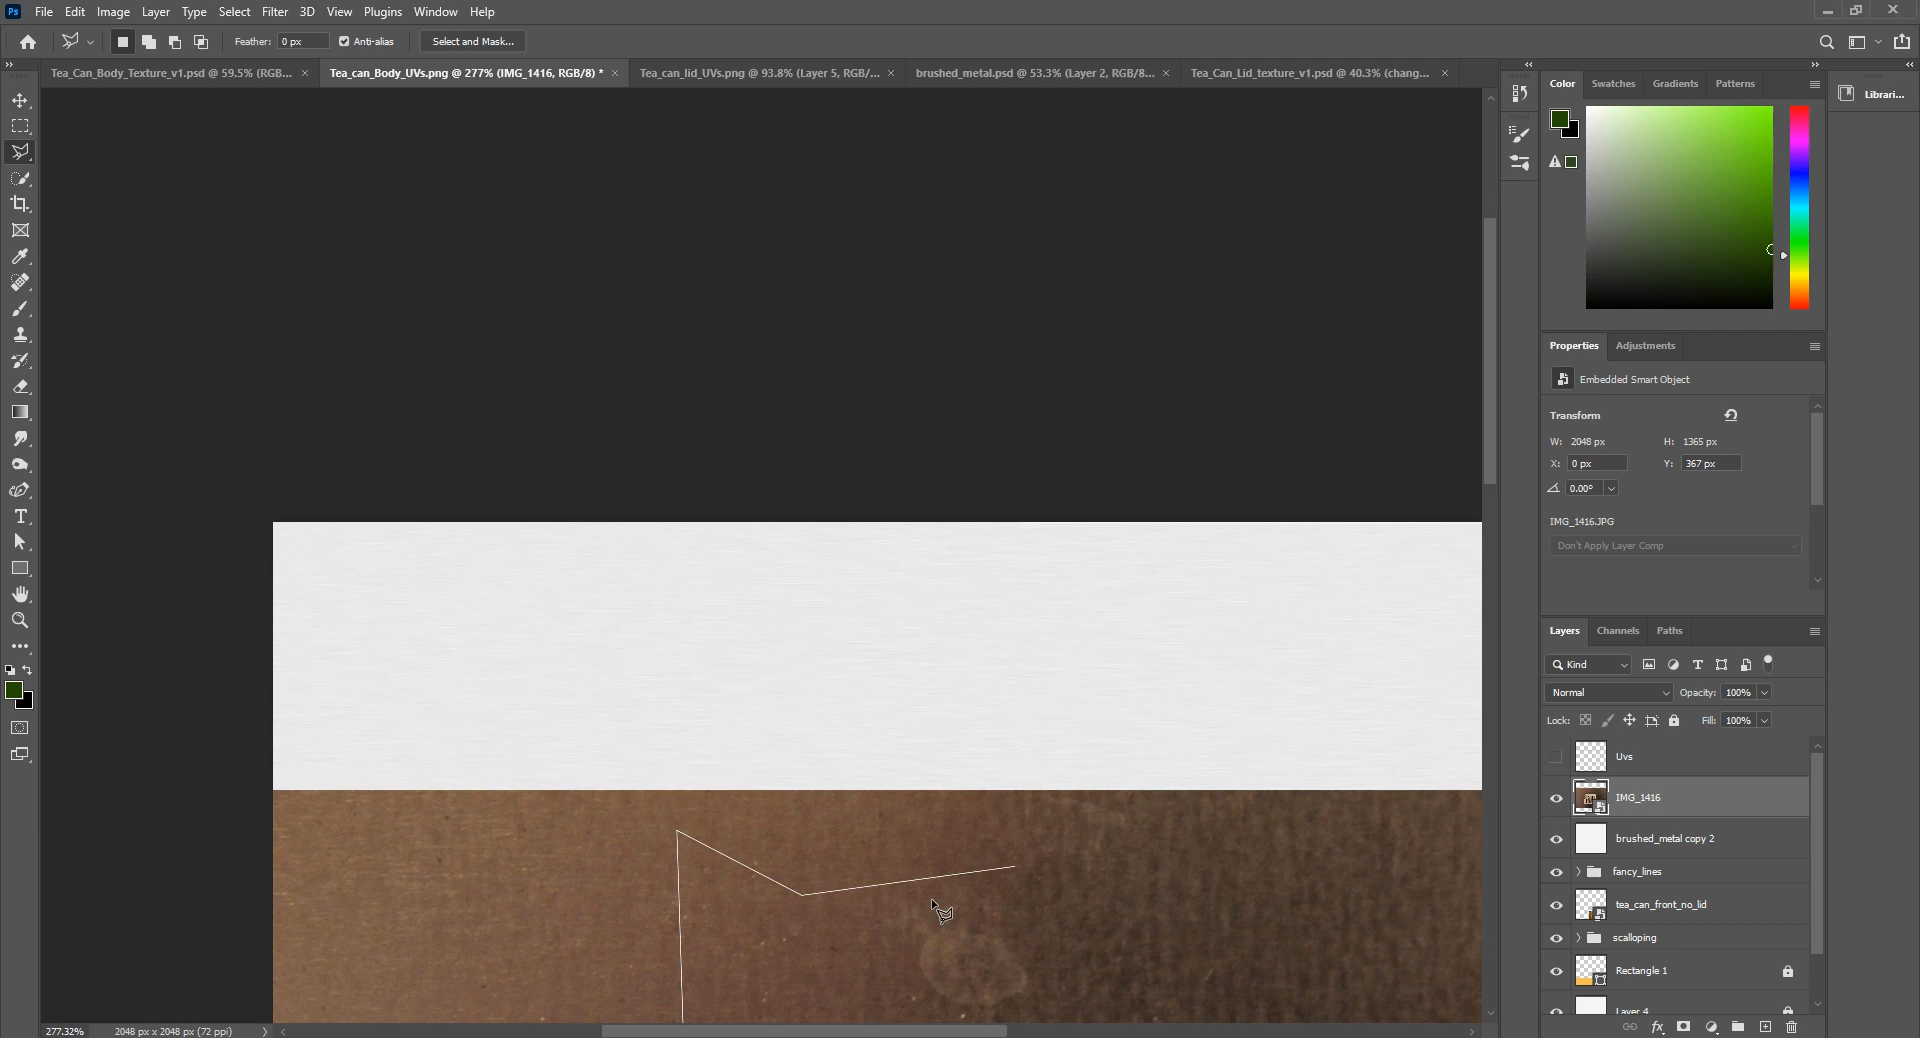 Ps File Edit Image Layer Type Select Filter 3D View Plugins Window Help
Feather: 0 px Anti-alias Select and Mask...
Tea_Can_Body_Texture_v1.psd @ 59.5% (RGB... × Tea_can_Body_UVs.png @ 277% (IMG_1416, RGB/8) * × Tea_can_lid_UVs.png @ 93.8% (Layer 5, RGB/... × brushed_metal.psd @ 53.3% (Layer 2, RGB/8... × Tea_Can_Lid_texture_v1.psd @ 40.3% (chang... ×
Color Swatches Gradients Patterns
Librari...
Properties Adjustments
Embedded Smart Object
Transform
W: 2048 px H: 1365 px
X: 0 px Y: 367 px
0.00°
IMG_1416.JPG
Don't Apply Layer Comp
Layers Channels Paths
Kind
Normal Opacity: 100%
Lock: Fill: 100%
Uvs
IMG_1416
brushed_metal copy 2
fancy_lines
tea_can_front_no_lid
scalloping
Rectangle 1
Layer 4
fx
277.32% 2048 px x 2048 px (72 ppi)